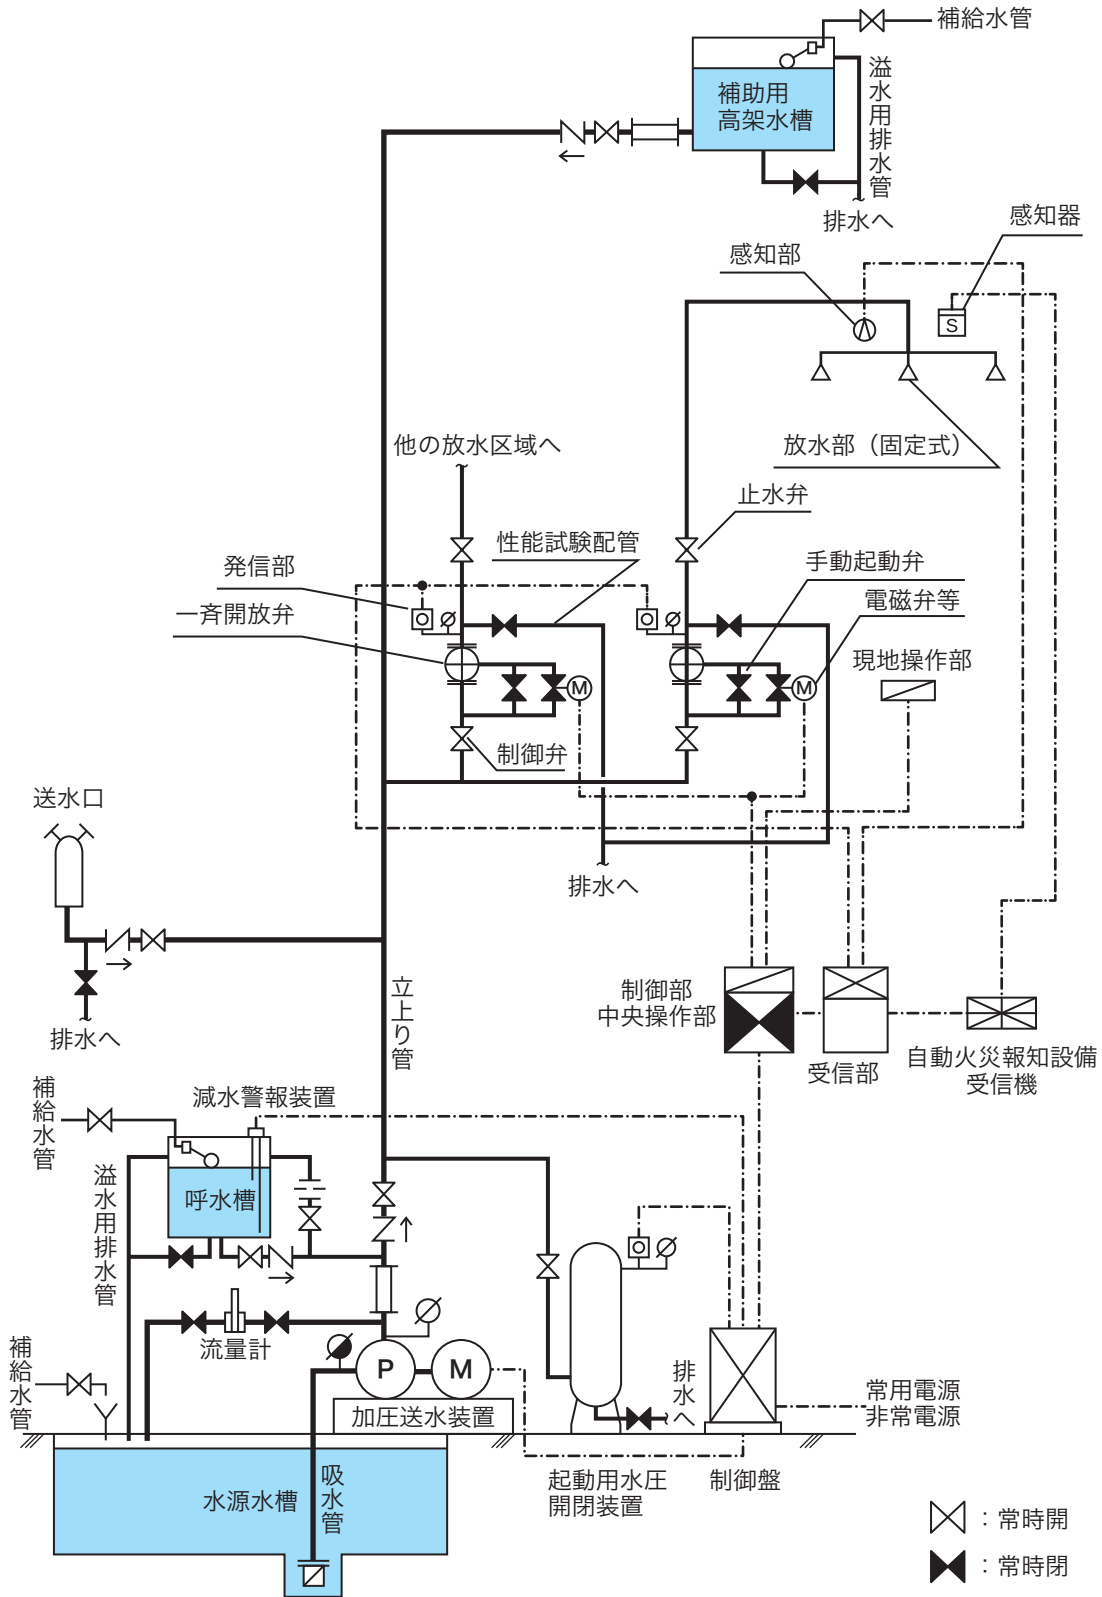 補給水管
補助用
高架水槽
溢水用排水管
排水へ
感知器
感知部
S
放水部（固定式）
他の放水区域へ
止水弁
性能試験配管
手動起動弁
発信部
電磁弁等
一斉開放弁
現地操作部
M
M
制御弁
送水口
排水へ
立上り管
制御部
中央操作部
排水へ
受信部
自動火災報知設備
受信機
補給水管
減水警報装置
溢水用排水管
呼水槽
流量計
補給水管
P
M
加圧送水装置
排水へ
常用電源
非常電源
水源水槽
吸水管
起動用水圧
開閉装置
制御盤
：常時開
：常時閉